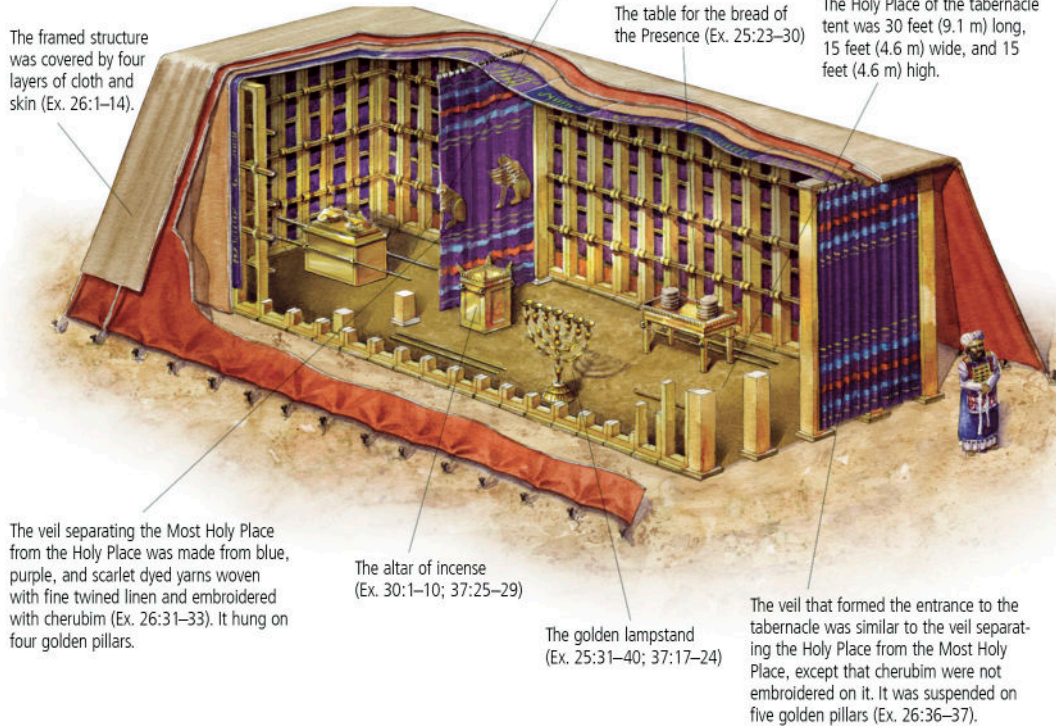 The framed structure
was covered by four
layers of cloth and
skin (Ex. 26:1–14).
The table for the bread of
the Presence (Ex. 25:23–30)
The Holy Place of the tabernacle
tent was 30 feet (9.1 m) long,
15 feet (4.6 m) wide, and 15
feet (4.6 m) high.
The veil separating the Most Holy Place
from the Holy Place was made from blue,
purple, and scarlet dyed yarns woven
with fine twined linen and embroidered
with cherubim (Ex. 26:31–33). It hung on
four golden pillars.
The altar of incense
(Ex. 30:1–10; 37:25–29)
The golden lampstand
(Ex. 25:31–40; 37:17–24)
The veil that formed the entrance to the
tabernacle was similar to the veil separat-
ing the Holy Place from the Most Holy
Place, except that cherubim were not
embroidered on it. It was suspended on
five golden pillars (Ex. 26:36–37).